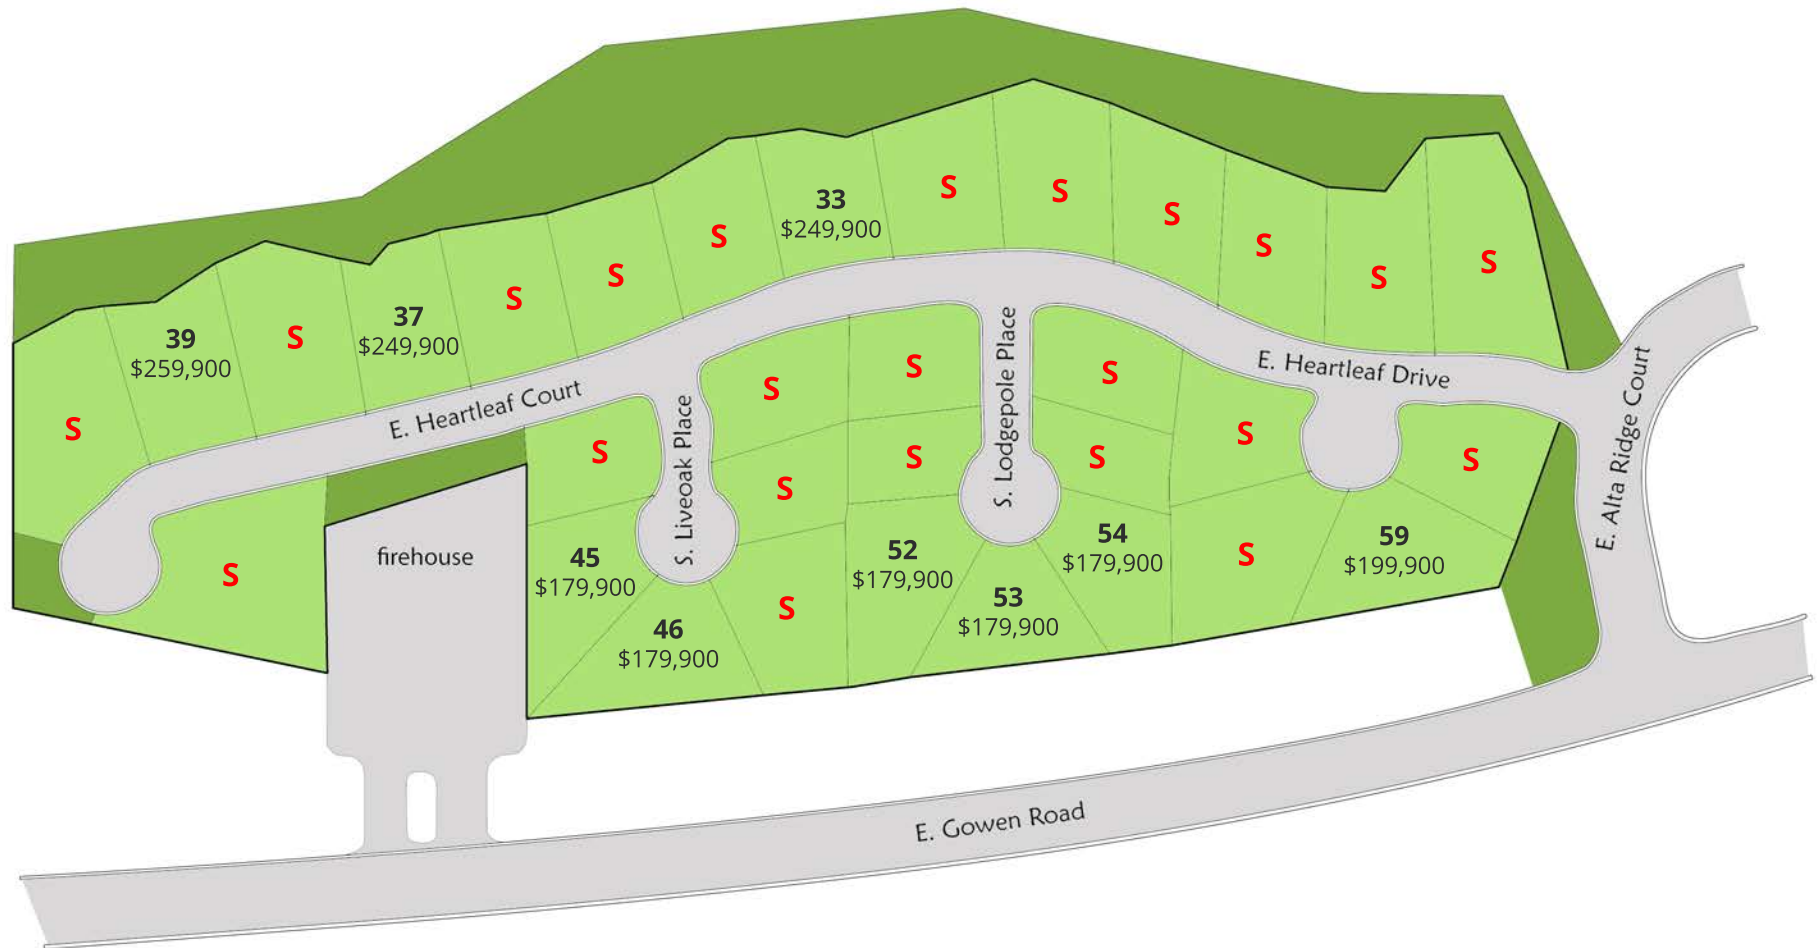 S
S
33
$249,900
S
S
S
S
S
S
S
37
$249,900
S
39
$259,900
S
E. Heartleaf Court
E. Heartleaf Drive
S. Liveoak Place
S. Lodgepole Place
E. Alta Ridge Court
S
S
S
S
S
S
S
S
S
S
firehouse
S
45
$179,900
46
$179,900
S
52
$179,900
53
$179,900
54
$179,900
S
59
$199,900
E. Gowen Road